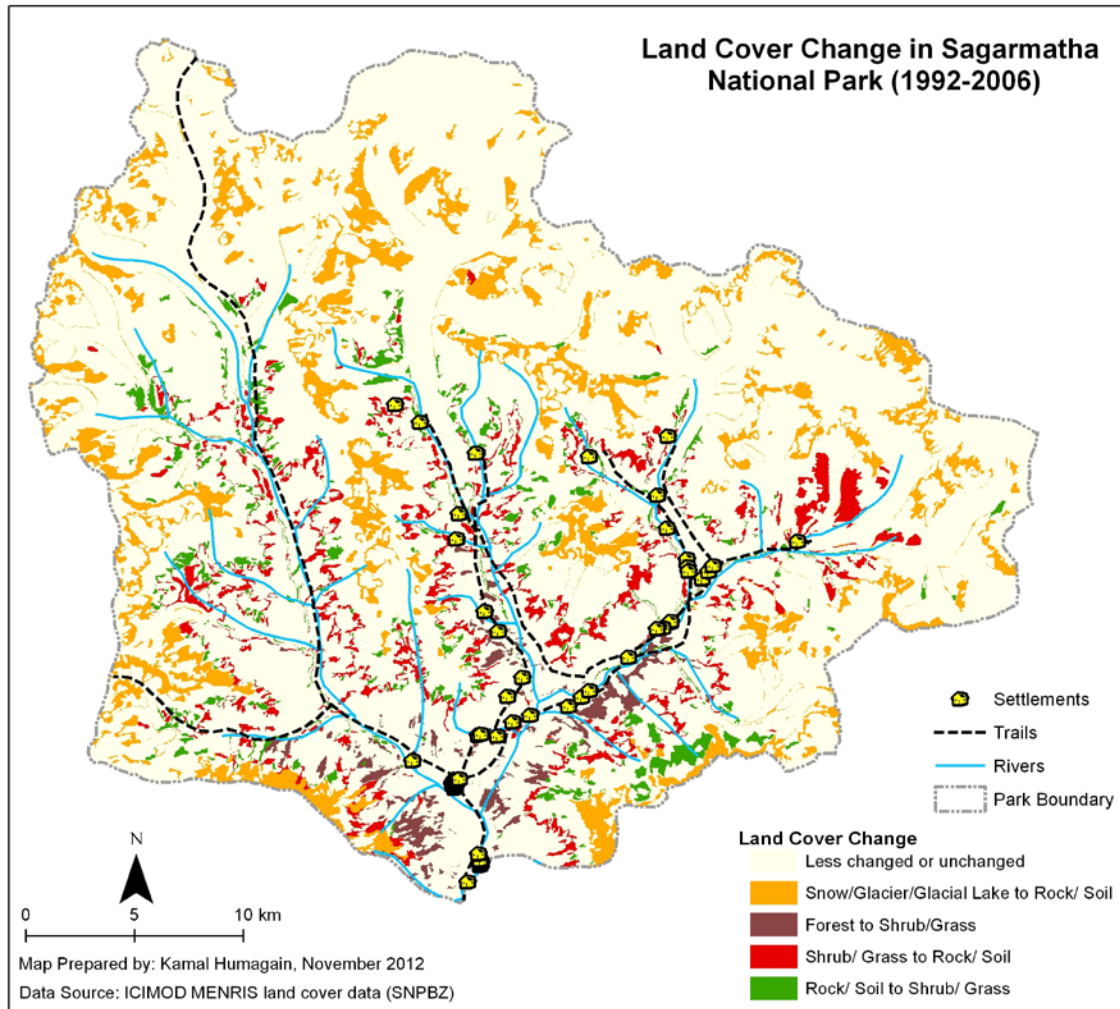 Land Cover Change in Sagarmatha
National Park (1992-2006)
Settlements
Trails
Rivers
Park Boundary
Land Cover Change
Less changed or unchanged
Snow/Glacier/Glacial Lake to Rock/ Soil
Forest to Shrub/Grass
Shrub/ Grass to Rock/ Soil
Rock/ Soil to Shrub/ Grass
N
0 5 10 km
Map Prepared by: Kamal Humagain, November 2012
Data Source: ICIMOD MENRIS land cover data (SNPBZ)